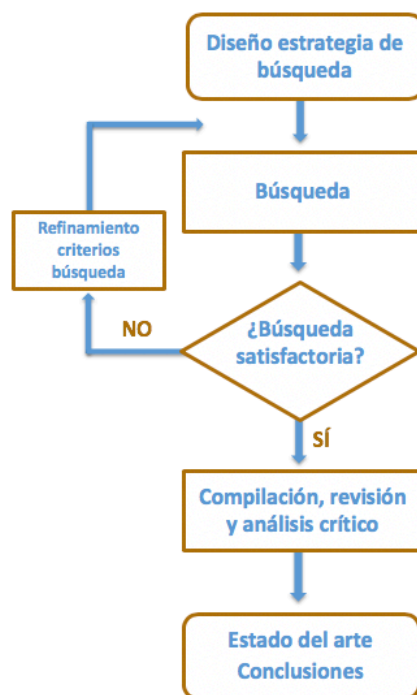 Diseño estrategia de
búsqueda
Búsqueda
Refinamiento
criterios
búsqueda
¿Búsqueda
satisfactoria?
NO
SÍ
Compilación, revisión
y análisis crítico
Estado del arte
Conclusiones